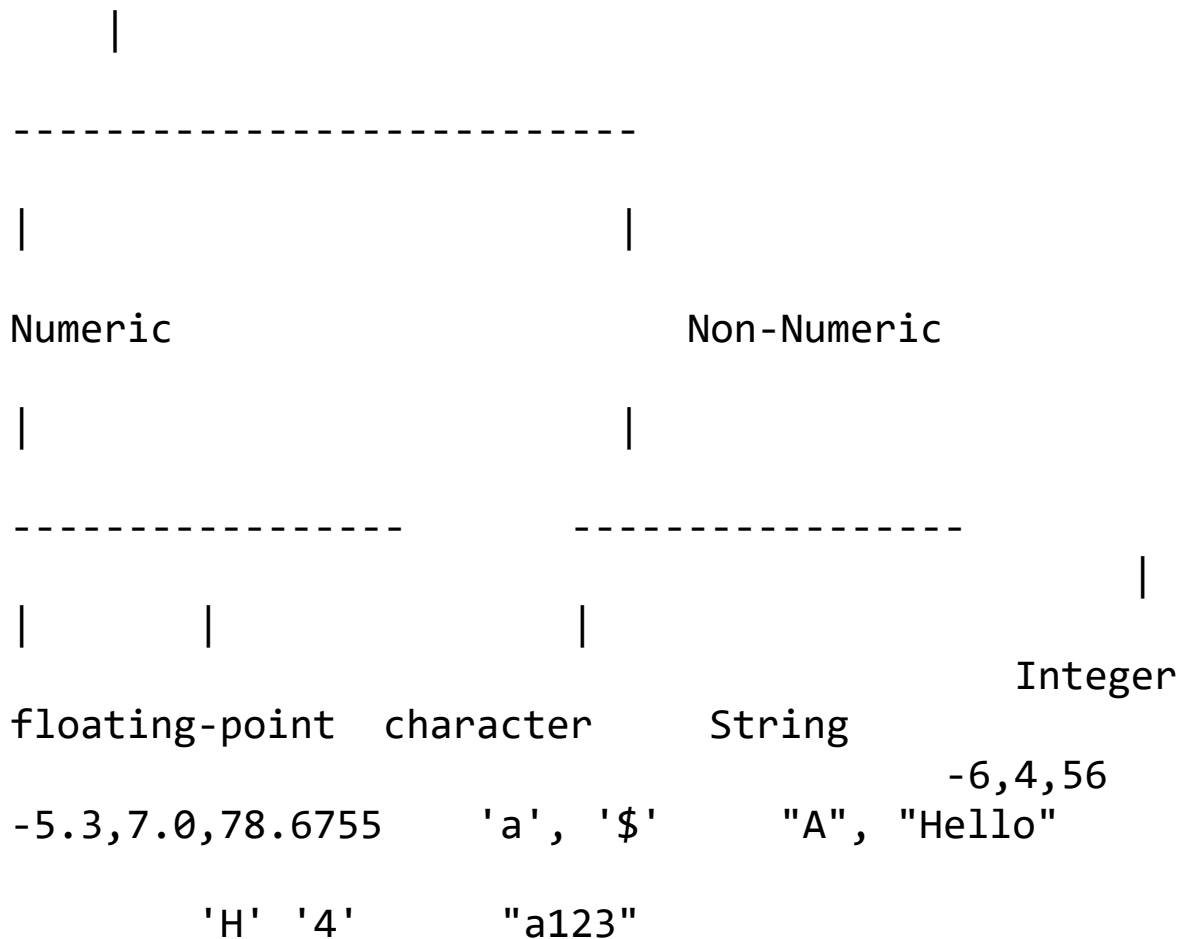 |
---------------------------
| |
Numeric Non-Numeric
| |
----------------- -----------------
|
| | |
Integer
floating-point character String
-6,4,56
-5.3,7.0,78.6755 'a', '$' "A", "Hello"
'H' '4' "a123"